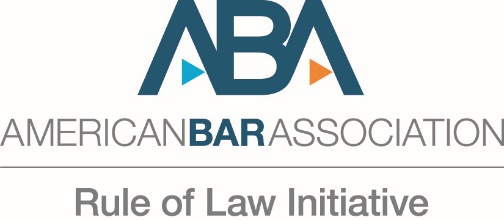 ABA
AMERICANBARASSOCIATION
Rule of Law Initiative